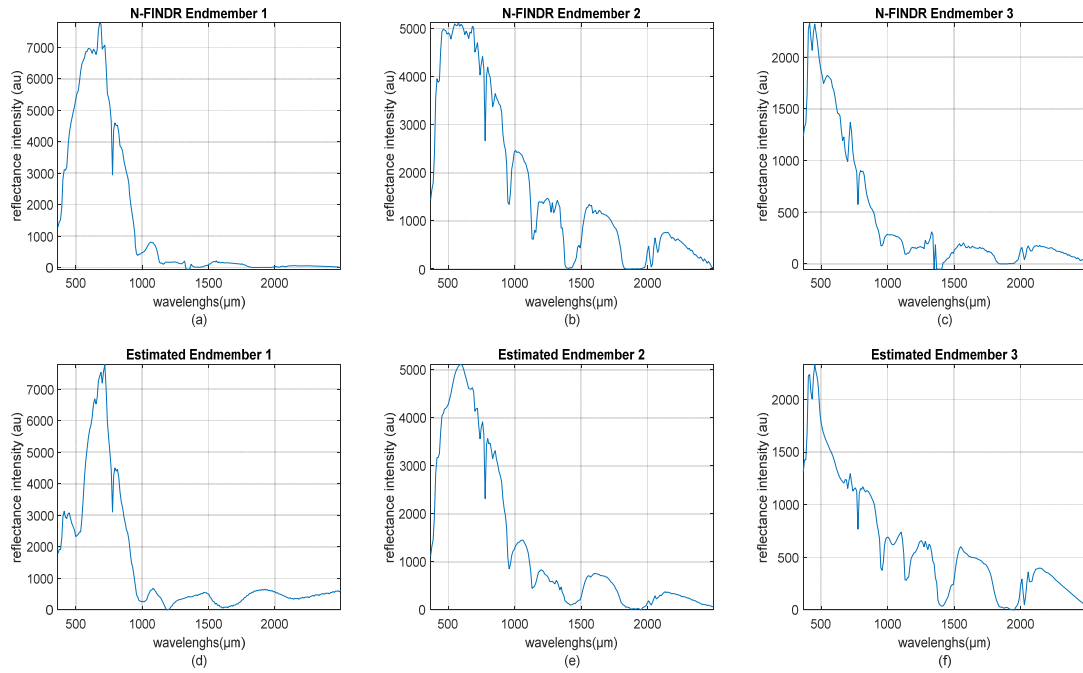 N-FINDR Endmember 1
reflectance intensity (au)
7000
6000
5000
4000
3000
2000
1000
0
500
1000
1500
2000
wavelenghs(µm)
(a)
N-FINDR Endmember 2
reflectance intensity (au)
5000
4000
3000
2000
1000
0
500
1000
1500
2000
wavelenghs(µm)
(b)
N-FINDR Endmember 3
reflectance intensity (au)
2000
1500
1000
500
0
500
1000
1500
2000
wavelenghs(µm)
(c)
Estimated Endmember 1
reflectance intensity (au)
7000
6000
5000
4000
3000
2000
1000
0
500
1000
1500
2000
wavelenghs(µm)
(d)
Estimated Endmember 2
reflectance intensity (au)
5000
4000
3000
2000
1000
0
500
1000
1500
2000
wavelenghs(µm)
(e)
Estimated Endmember 3
reflectance intensity (au)
2000
1500
1000
500
0
500
1000
1500
2000
wavelenghs(µm)
(f)